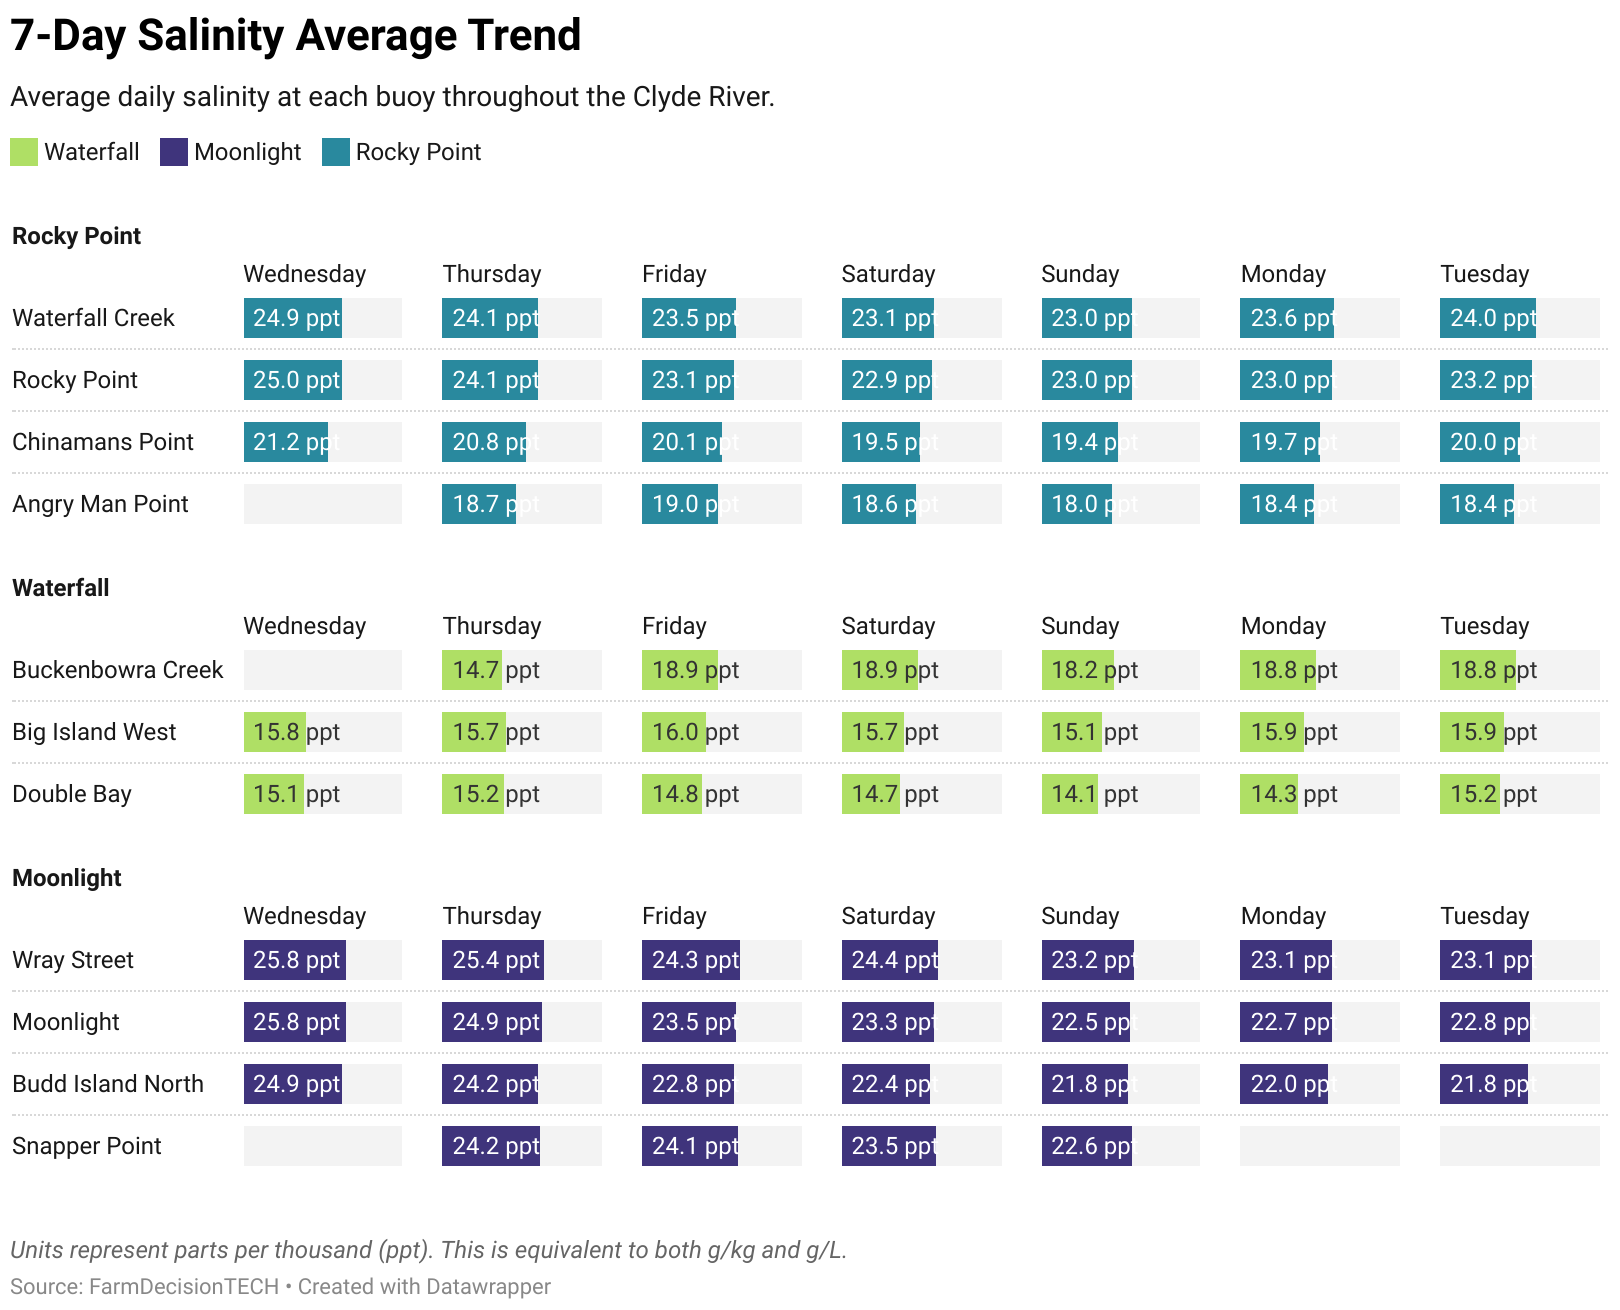 7-Day Salinity Average Trend
Average daily salinity at each buoy throughout the Clyde River.
Waterfall Moonlight Rocky Point
Rocky Point
Wednesday Thursday Friday Saturday Sunday Monday Tuesday
Waterfall Creek 24.9 ppt 24.1 ppt 23.5 ppt 23.1 ppt 23.0 ppt 23.6 ppt 24.0 ppt
Rocky Point 25.0 ppt 24.1 ppt 23.1 ppt 22.9 ppt 23.0 ppt 23.0 ppt 23.2 ppt
Chinamans Point 21.2 ppt 20.8 ppt 20.1 ppt 19.5 ppt 19.4 ppt 19.7 ppt 20.0 ppt
Angry Man Point 18.7 ppt 19.0 ppt 18.6 ppt 18.0 ppt 18.4 ppt 18.4 ppt
Waterfall
Wednesday Thursday Friday Saturday Sunday Monday Tuesday
Buckenbowra Creek 14.7 ppt 18.9 ppt 18.9 ppt 18.2 ppt 18.8 ppt 18.8 ppt
Big Island West 15.8 ppt 15.7 ppt 16.0 ppt 15.7 ppt 15.1 ppt 15.9 ppt 15.9 ppt
Double Bay 15.1 ppt 15.2 ppt 14.8 ppt 14.7 ppt 14.1 ppt 14.3 ppt 15.2 ppt
Moonlight
Wednesday Thursday Friday Saturday Sunday Monday Tuesday
Wray Street 25.8 ppt 25.4 ppt 24.3 ppt 24.4 ppt 23.2 ppt 23.1 ppt 23.1 ppt
Moonlight 25.8 ppt 24.9 ppt 23.5 ppt 23.3 ppt 22.5 ppt 22.7 ppt 22.8 ppt
Budd Island North 24.9 ppt 24.2 ppt 22.8 ppt 22.4 ppt 21.8 ppt 22.0 ppt 21.8 ppt
Snapper Point 24.2 ppt 24.1 ppt 23.5 ppt 22.6 ppt
Units represent parts per thousand (ppt). This is equivalent to both g/kg and g/L.
Source: FarmDecisionTECH • Created with Datawrapper